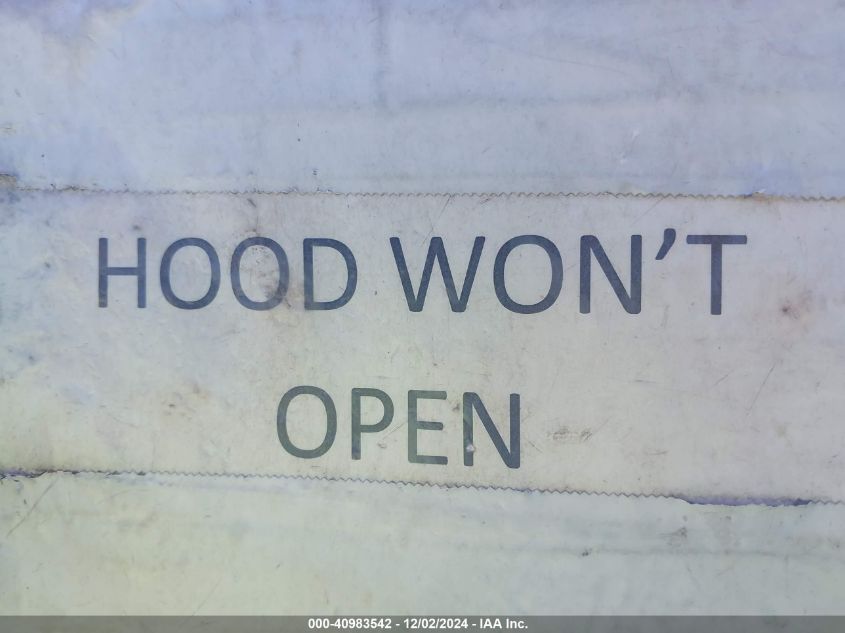 HOOD WON'T
OPEN
000-40983542 - 12/02/2024 - IAA Inc.